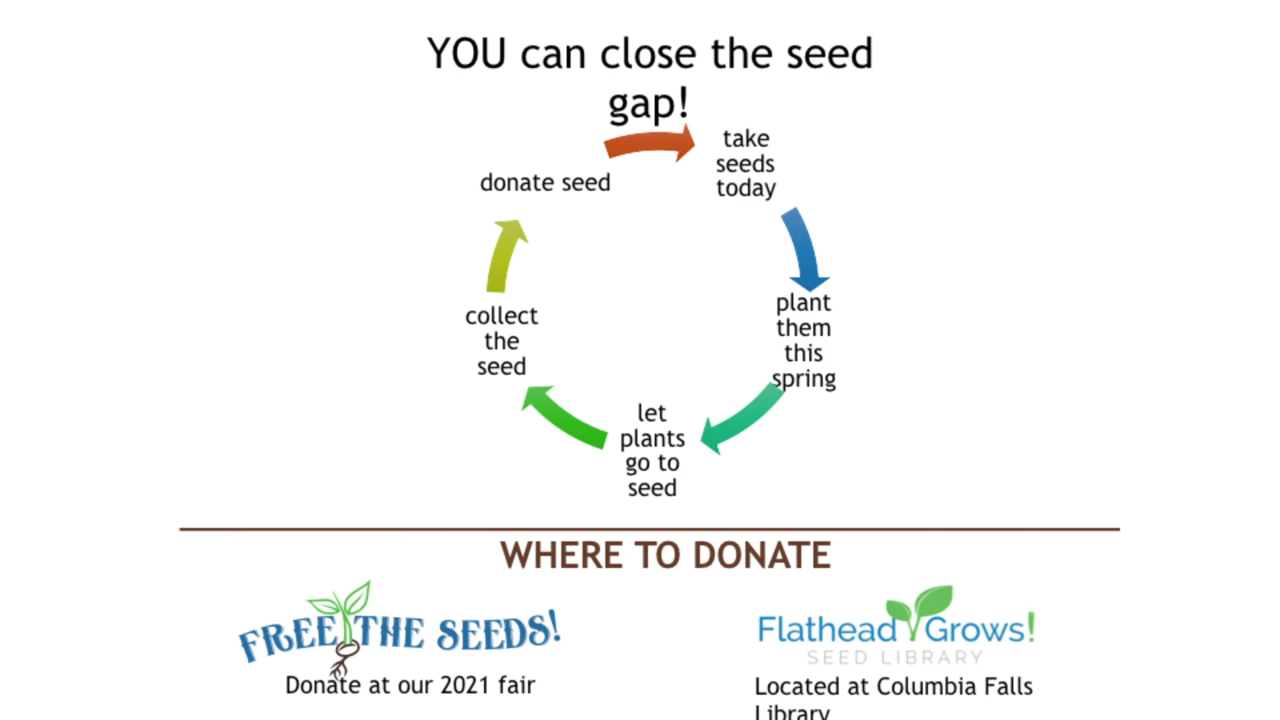 YOU can close the seed
gap!
take
seeds
today
plant
them
this
spring
let
plants
go to
seed
collect
the
seed
donate seed
WHERE TO DONATE
FREE THE SEEDS!
Donate at our 2021 fair
Flathead Grows!
SEED LIBRARY
Located at Columbia Falls
Library